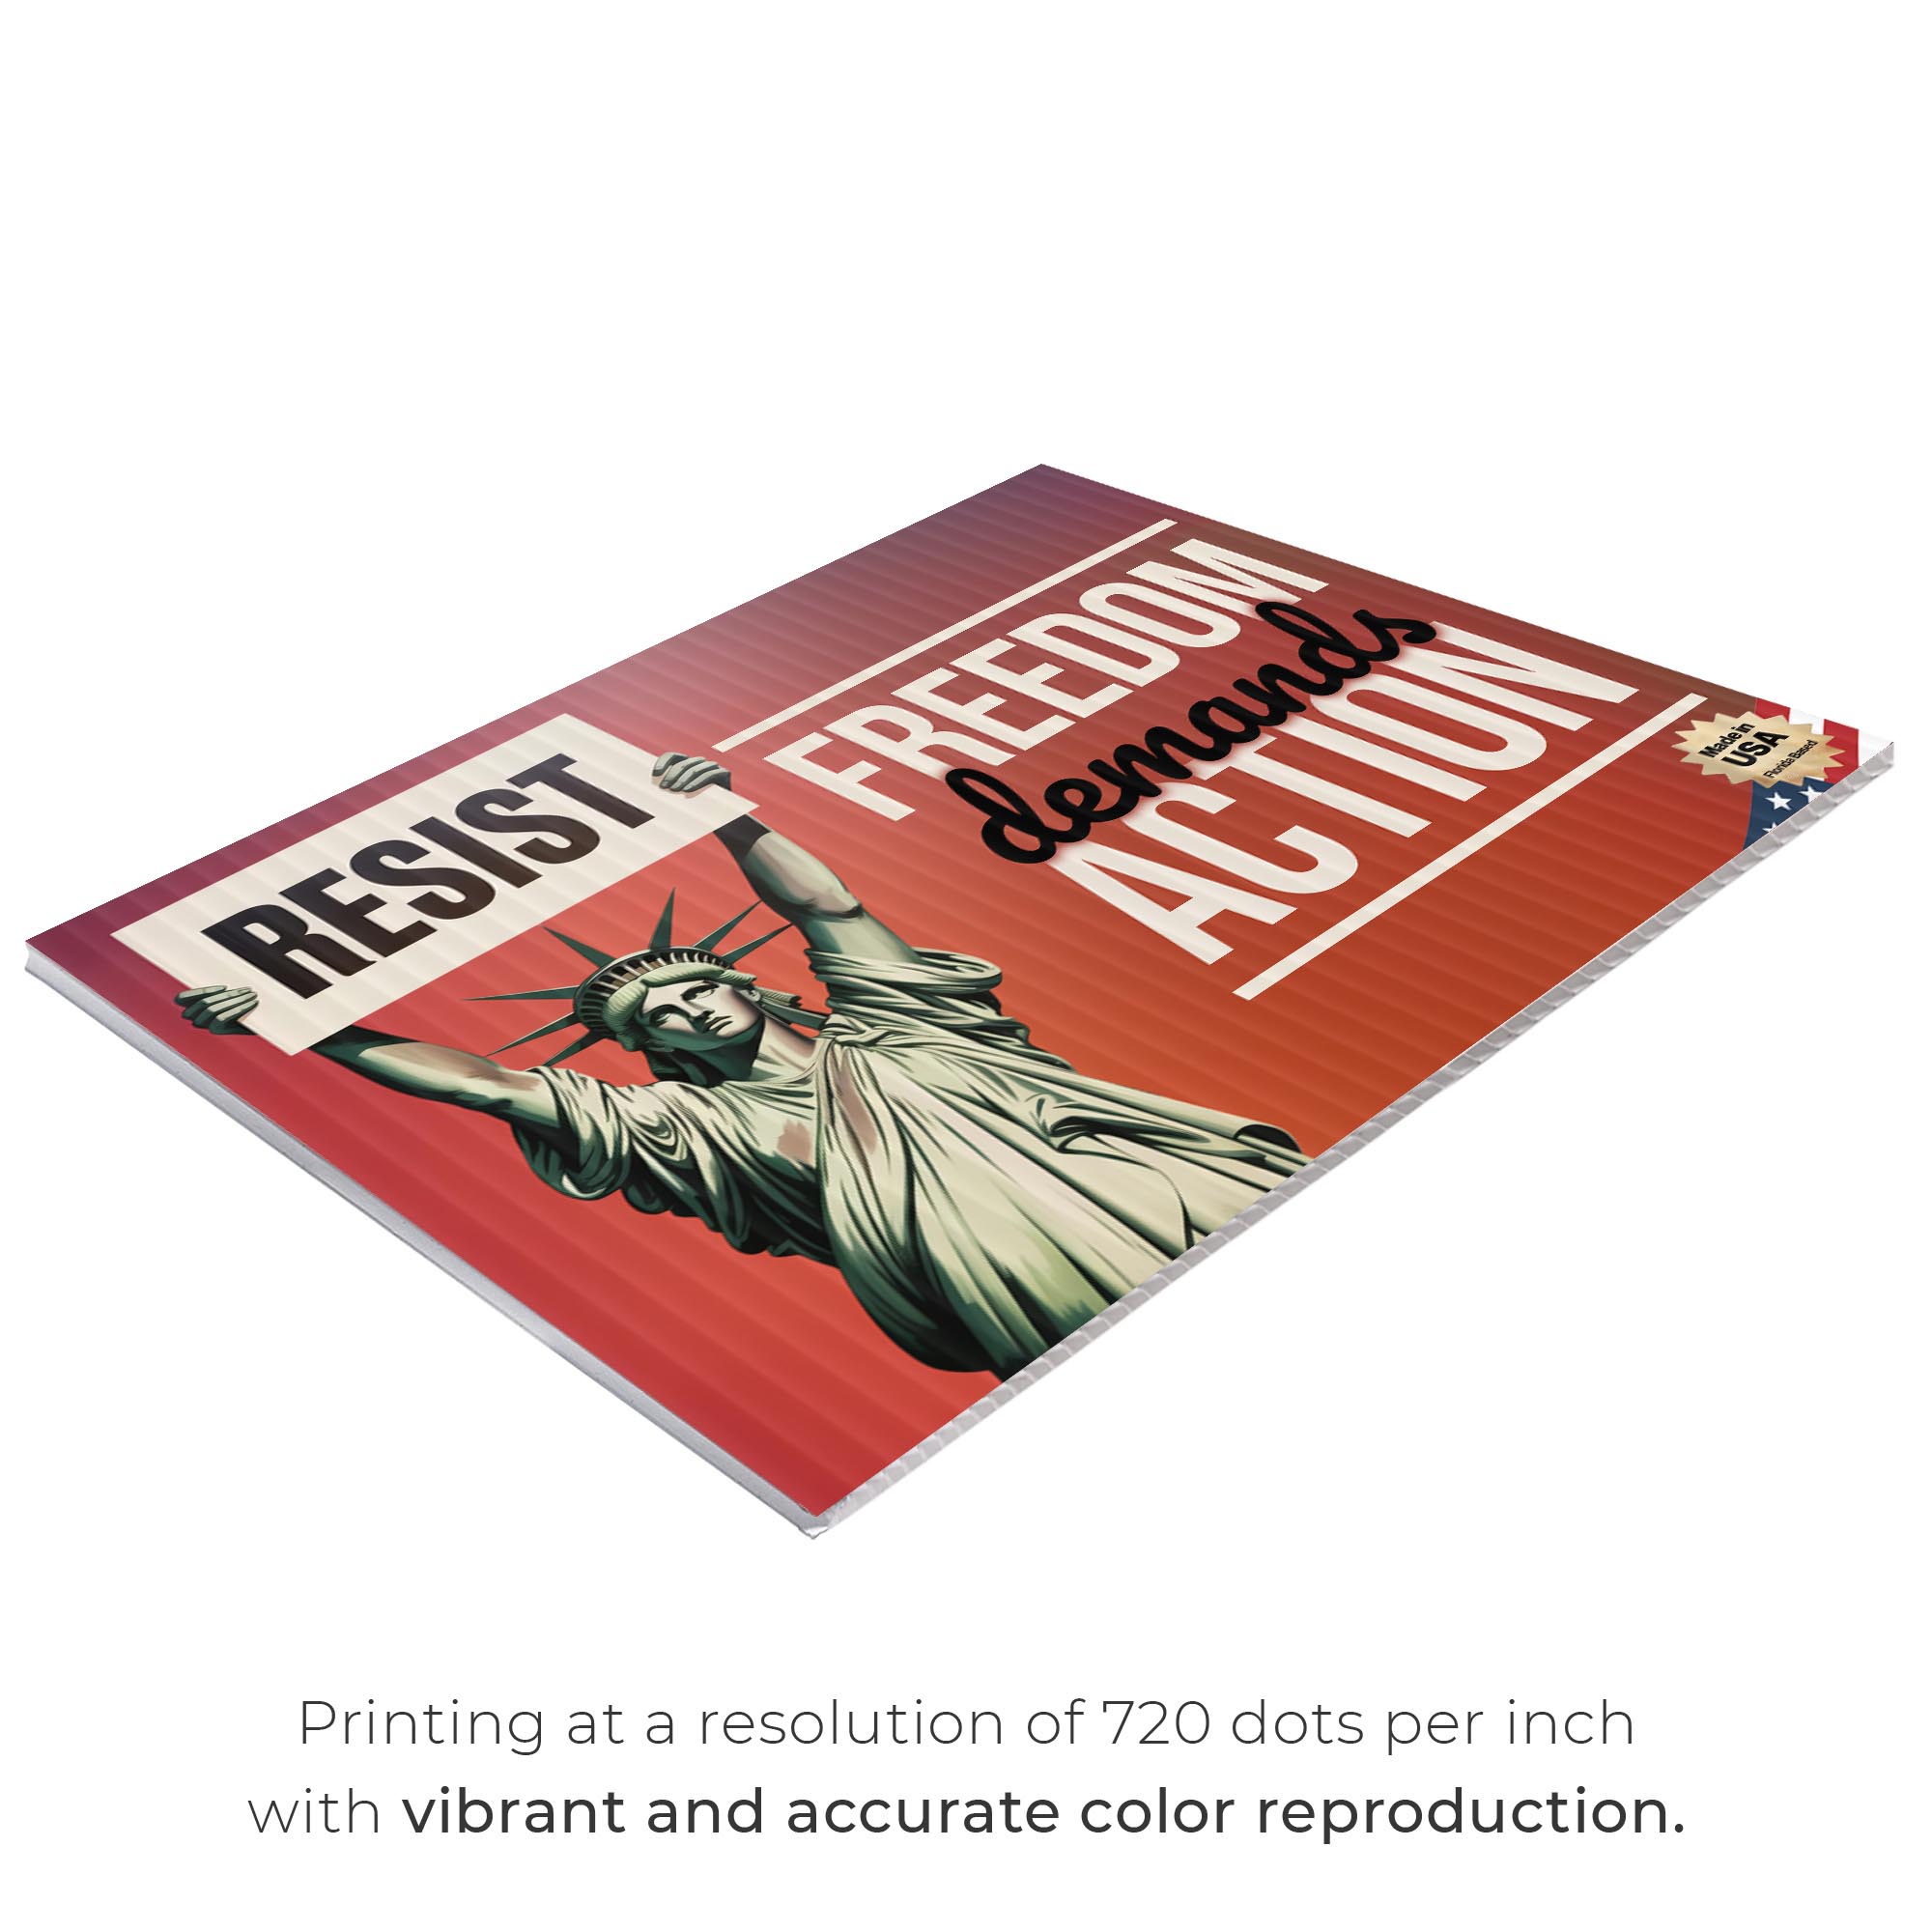 RESIST
FREEDOM
demands
ACTION
Made in
USA
Florida Based
Printing at a resolution of 720 dots per inch
with vibrant and accurate color reproduction.